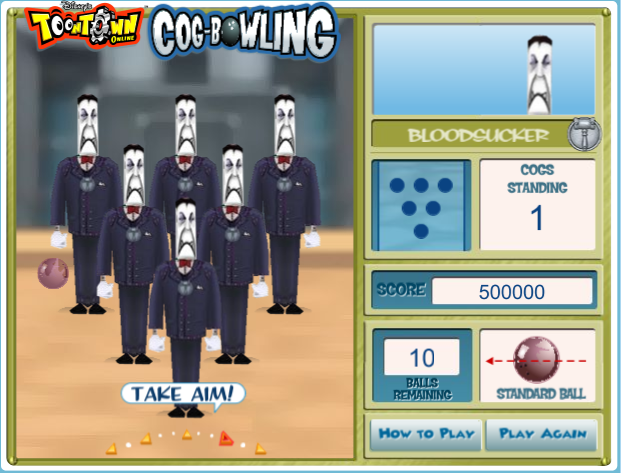 Disney's
TOONTOWN
ONLINE
COG-BOWLING
BLOODSUCKER
COGS
STANDING
1
SCORE 500000
10
BALLS
REMAINING
STANDARD BALL
TAKE AIM!
HOW TO PLAY
PLAY AGAIN